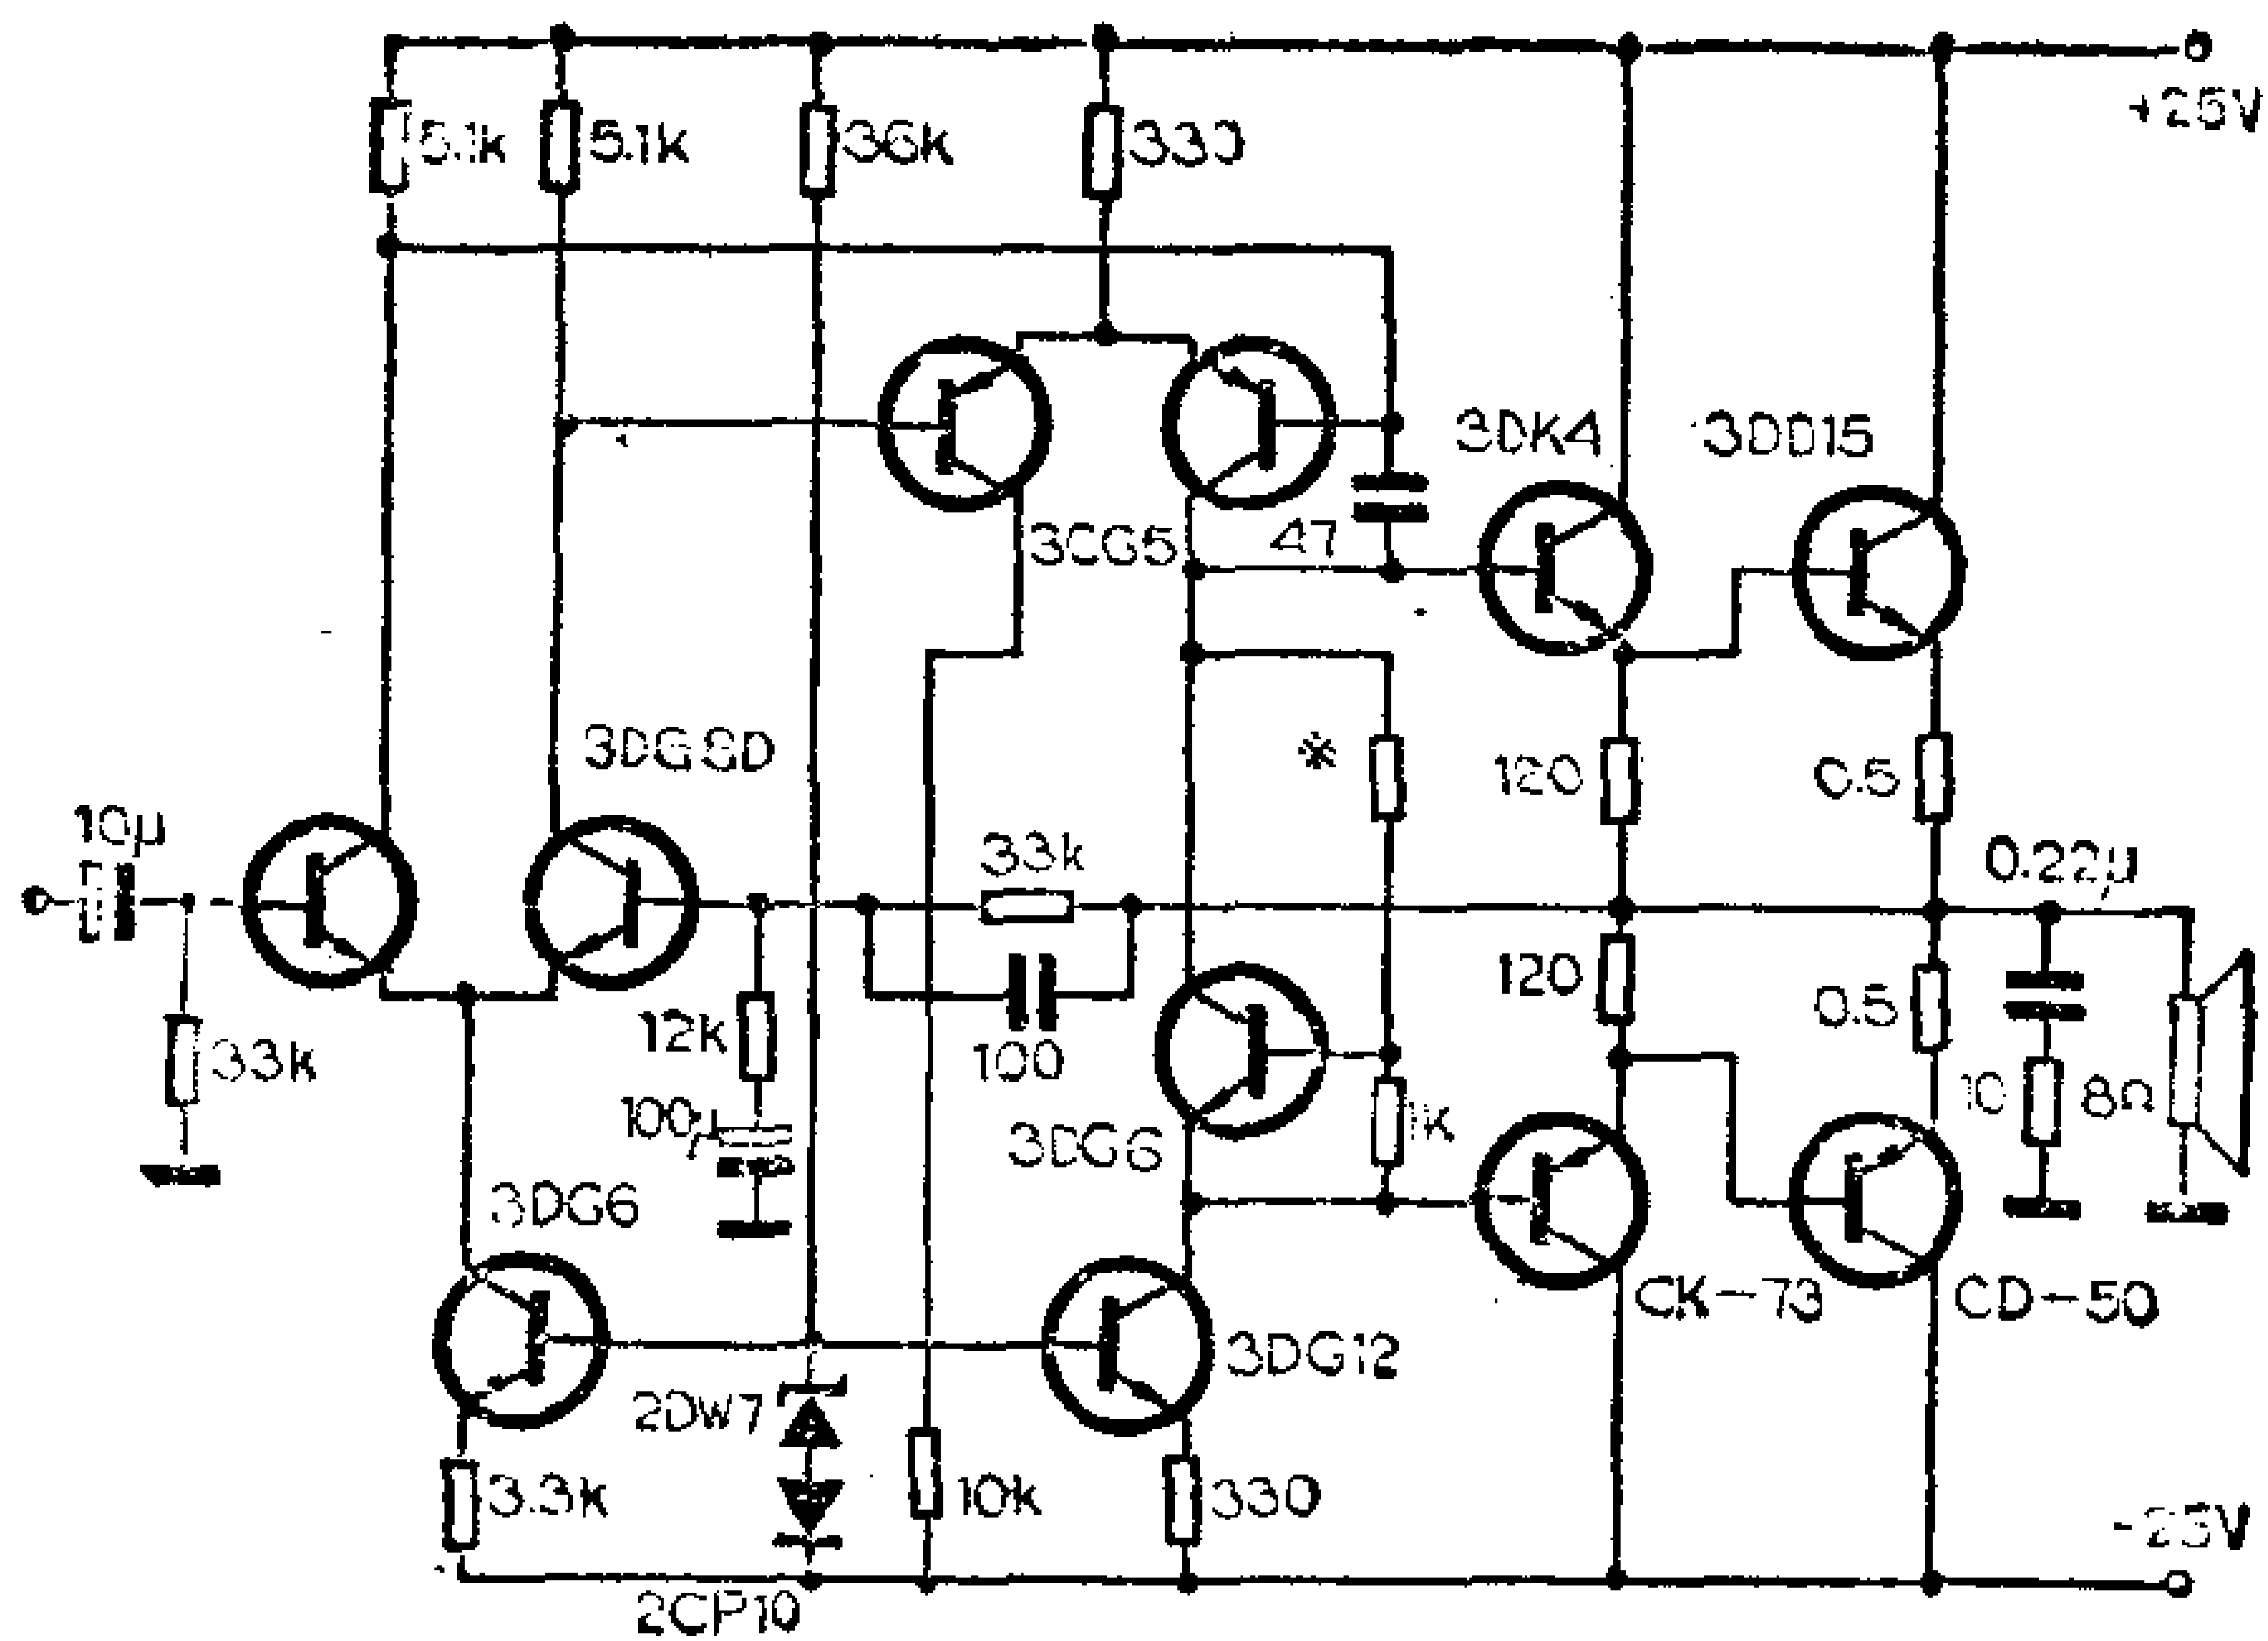 5.1k
5.1k
36k
330
+25V
3CG5
47
3DK4
3DD15
3DG8D
*
120
0.5
10μ
33k
0.22μ
33k
12k
100
120
0.5
100μ
3DG6
1k
10
8Ω
3DG6
3DG12
CK-73
CD-50
2DW7
3.3k
10k
330
-25V
2CP10